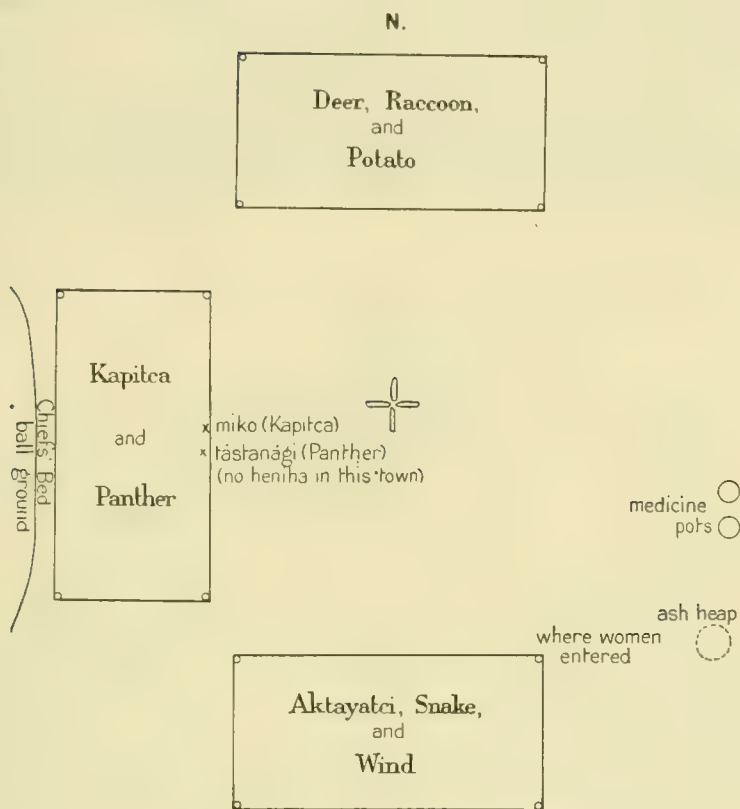 N.
Deer, Raccoon,
and
Potato
Kapitca
and
Panther
Chiefs' Bed
ball ground
x miko (Kapitca)
x tåstanågi (Panther)
(no heniha in this town)
medicine
pots
ash heap
where women
entered
Aktayatci, Snake,
and
Wind